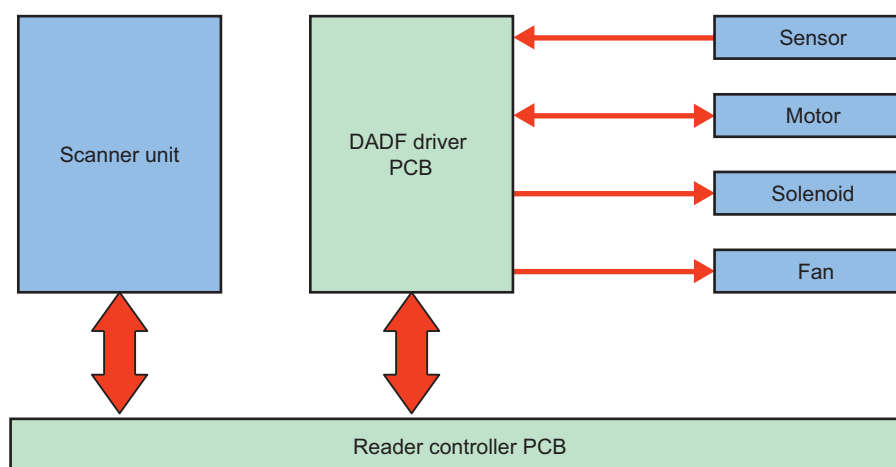 Scanner unit
DADF driver
PCB
Sensor
Motor
Solenoid
Fan
Reader controller PCB